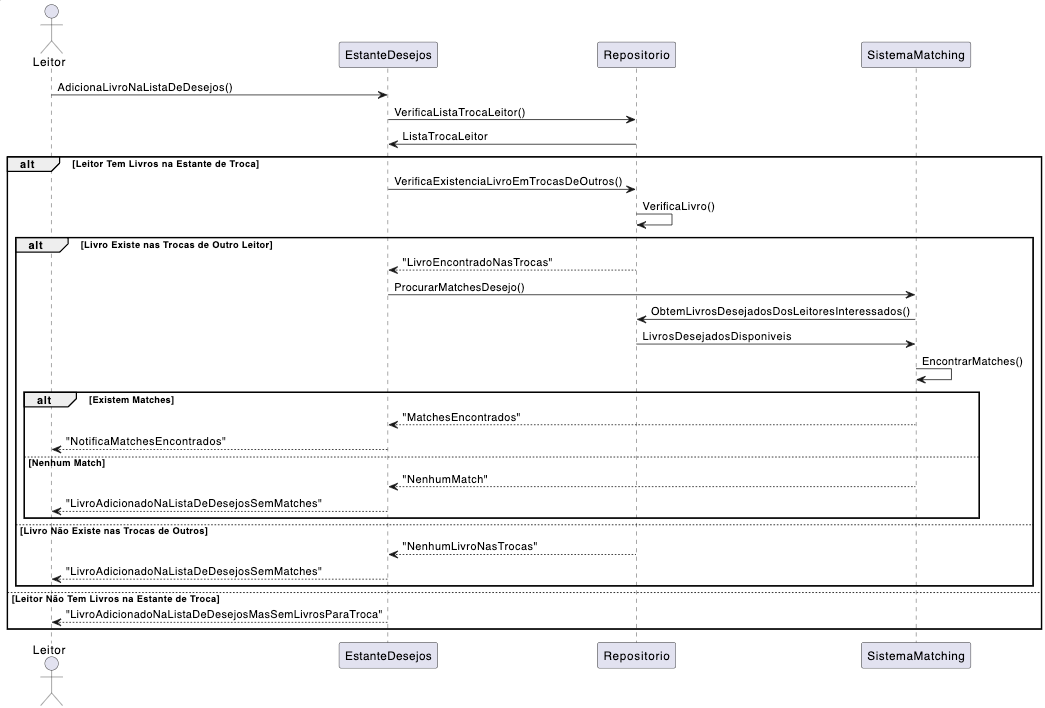 Leitor
EstanteDesejos
Repositorio
SistemaMatching
AdicionaLivroNaListaDeDesejos()
VerificaListaTrocaLeitor()
ListaTrocaLeitor
alt
[Leitor Tem Livros na Estante de Troca]
VerificaExistenciaLivroEmTrocasDeOutros()
VerificaLivro()
alt
[Livro Existe nas Trocas de Outro Leitor]
"LivroEncontradoNasTrocas"
ProcurarMatchesDesejo()
ObtemLivrosDesejadosDosLeitoresInteressados()
LivrosDesejadosDisponiveis
EncontrarMatches()
alt
[Existem Matches]
"MatchesEncontrados"
"NotificaMatchesEncontrados"
[Nenhum Match]
"NenhumMatch"
"LivroAdicionadoNaListaDeDesejosSemMatches"
[Livro Não Existe nas Trocas de Outros]
"NenhumLivroNasTrocas"
"LivroAdicionadoNaListaDeDesejosSemMatches"
[Leitor Não Tem Livros na Estante de Troca]
"LivroAdicionadoNaListaDeDesejosMasSemLivrosParaTroca"
Leitor
EstanteDesejos
Repositorio
SistemaMatching